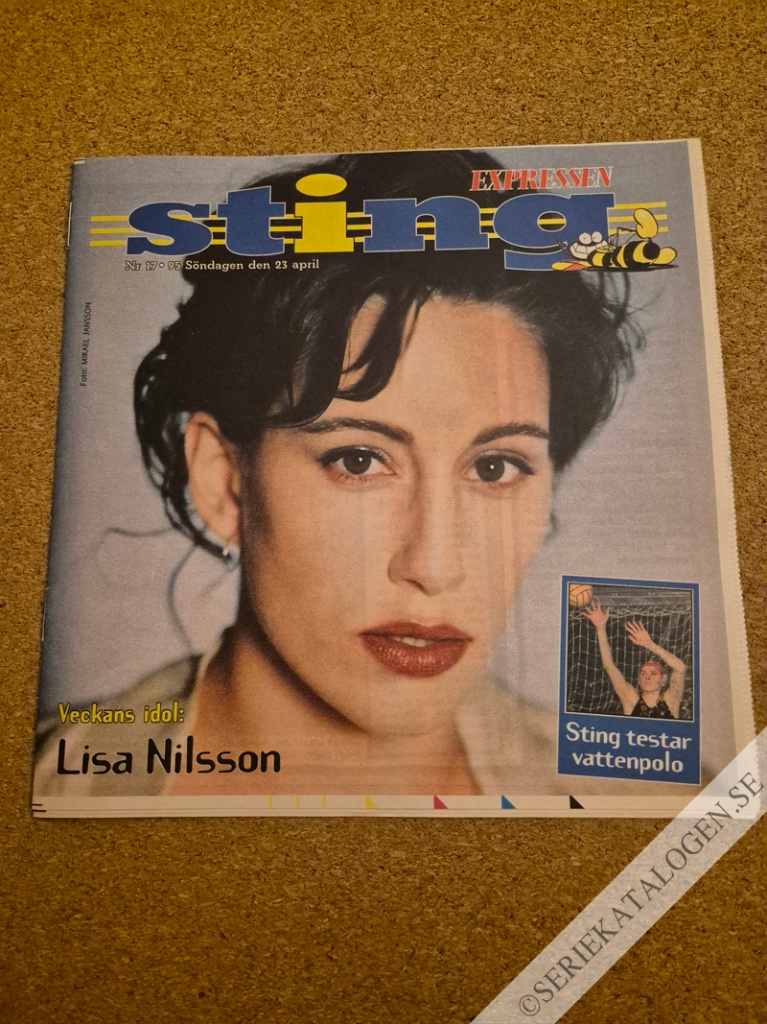 EXPRESSEN
sting
Nr 17 • 95 Söndagen den 23 april
Foto: MIKAEL JANSSON
Veckans idol:
Lisa Nilsson
Sting testar
vattenpolo
©SERIEKATALOGEN.SE